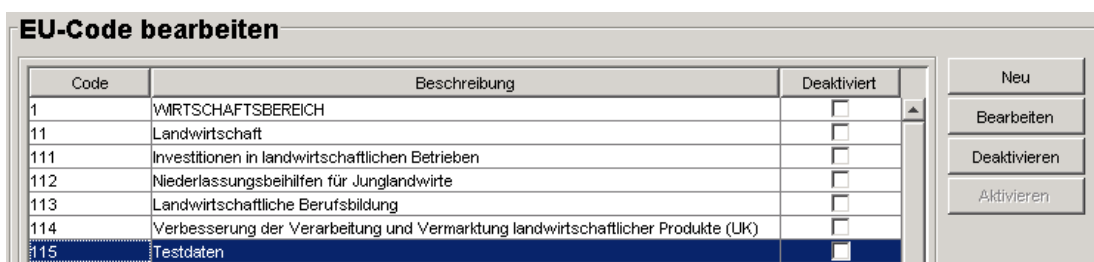 EU-Code bearbeiten
Code Beschreibung Deaktiviert Neu
1 WIRTSCHAFTSBEREICH
11 Landwirtschaft Bearbeiten
111 Investitionen in landwirtschaftlichen Betrieben Deaktivieren
112 Niederlassungsbeihilfen für Junglandwirte
113 Landwirtschaftliche Berufsbildung Aktivieren
114 Verbesserung der Verarbeitung und Vermarktung landwirtschaftlicher Produkte (UK)
115 Testdaten